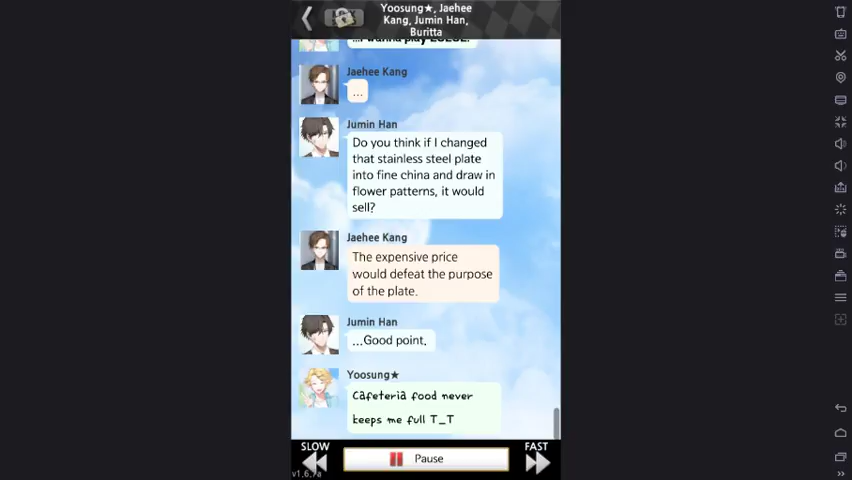 Yoosung★, Jaehee
Kang, Jumin Han,
Buritta
...I wanna play LOLOL.
Jaehee Kang
...
Jumin Han
Do you think if I changed
that stainless steel plate
into fine china and draw in
flower patterns, it would
sell?
Jaehee Kang
The expensive price
would defeat the purpose
of the plate.
Jumin Han
...Good point.
Yoosung★
Cafeteria food never
keeps me full T_T
SLOW
FAST
Pause